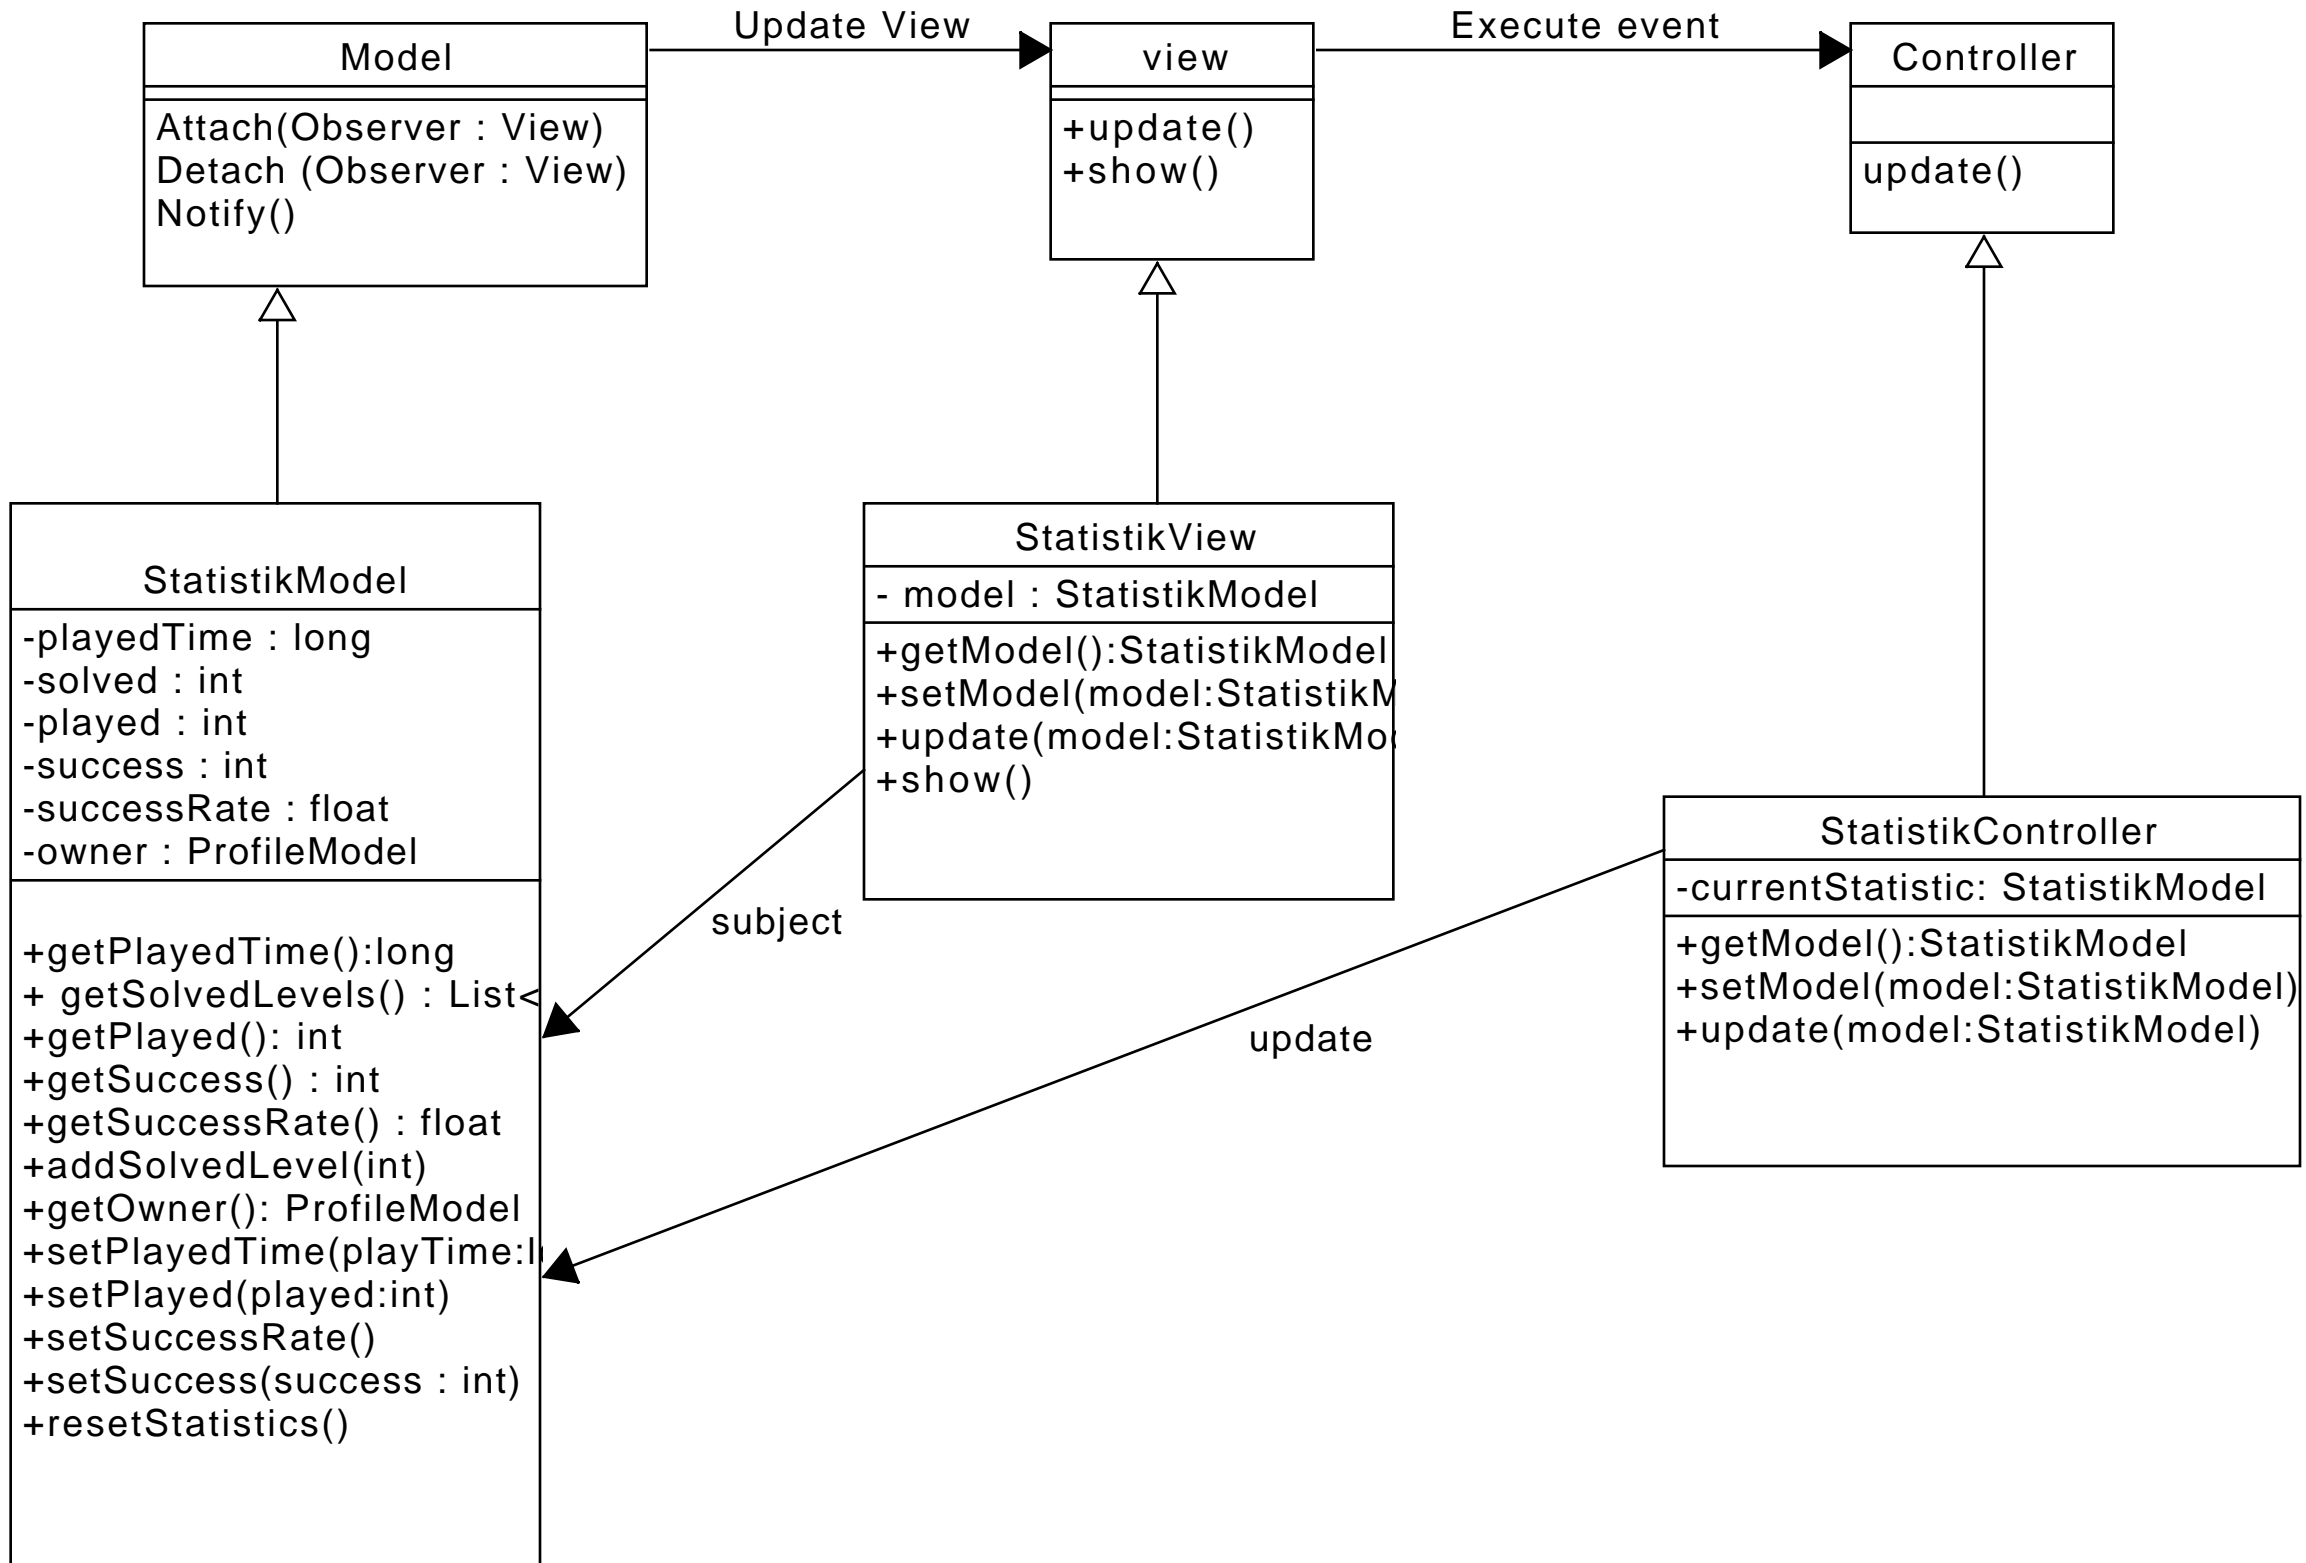 Update View
Execute event
Model
Attach(Observer : View)
Detach (Observer : View)
Notify()
view
+update()
+show()
Controller
update()
StatistikModel
-playedTime : long
-solved : int
-played : int
-success : int
-successRate : float
-owner : ProfileModel
+getPlayedTime():long
+ getSolvedLevels() : List<
+getPlayed(): int
+getSuccess() : int
+getSuccessRate() : float
+addSolvedLevel(int)
+getOwner(): ProfileModel
+setPlayedTime(playTime:l
+setPlayed(played:int)
+setSuccessRate()
+setSuccess(success : int)
+resetStatistics()
StatistikView
- model : StatistikModel
+getModel():StatistikModel
+setModel(model:StatistikM
+update(model:StatistikMo
+show()
subject
update
StatistikController
-currentStatistic: StatistikModel
+getModel():StatistikModel
+setModel(model:StatistikModel)
+update(model:StatistikModel)